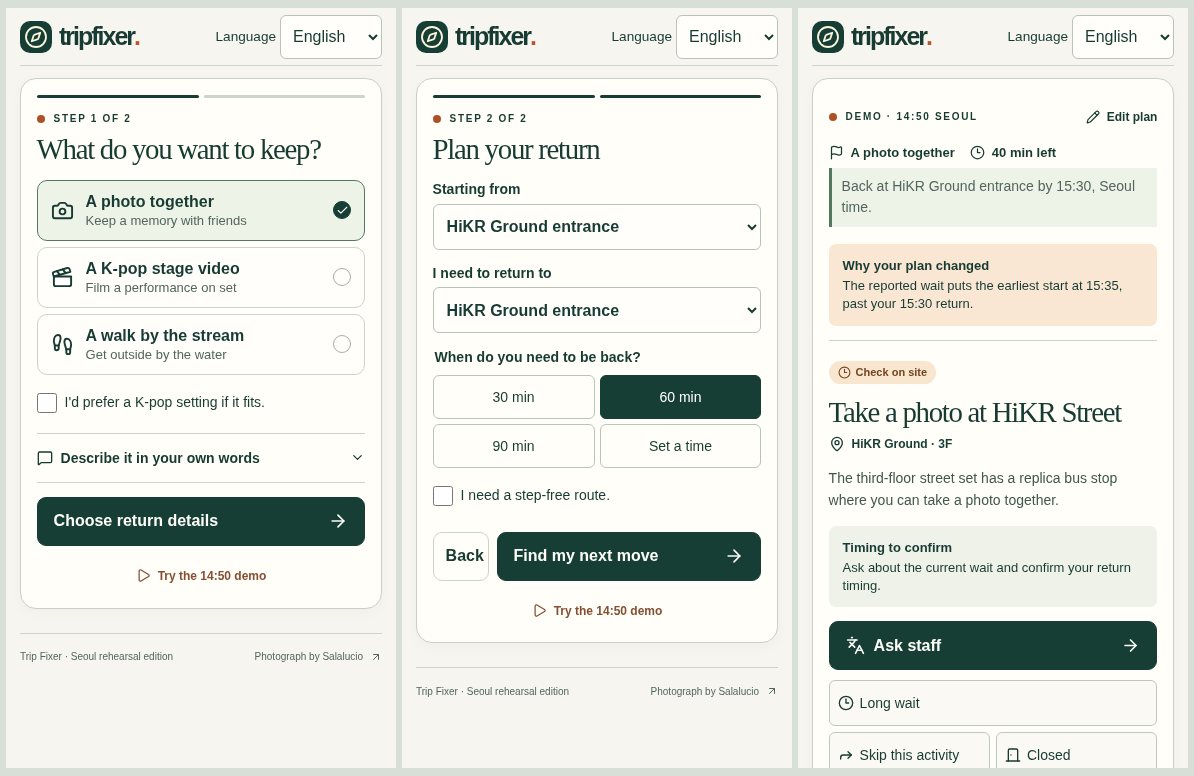 tripfixer.
Language
English
STEP 1 OF 2
What do you want to keep?
A photo together
Keep a memory with friends
A K-pop stage video
Film a performance on set
A walk by the stream
Get outside by the water
I'd prefer a K-pop setting if it fits.
Describe it in your own words
Choose return details
Try the 14:50 demo
Trip Fixer · Seoul rehearsal edition
Photograph by Salalucio
tripfixer.
Language
English
STEP 2 OF 2
Plan your return
Starting from
HiKR Ground entrance
I need to return to
HiKR Ground entrance
When do you need to be back?
30 min
60 min
90 min
Set a time
I need a step-free route.
Back
Find my next move
Try the 14:50 demo
Trip Fixer · Seoul rehearsal edition
Photograph by Salalucio
tripfixer.
Language
English
DEMO · 14:50 SEOUL
Edit plan
A photo together
40 min left
Back at HiKR Ground entrance by 15:30, Seoul
time.
Why your plan changed
The reported wait puts the earliest start at 15:35,
past your 15:30 return.
Check on site
Take a photo at HiKR Street
HiKR Ground · 3F
The third-floor street set has a replica bus stop
where you can take a photo together.
Timing to confirm
Ask about the current wait and confirm your return
timing.
Ask staff
Long wait
Skip this activity
Closed